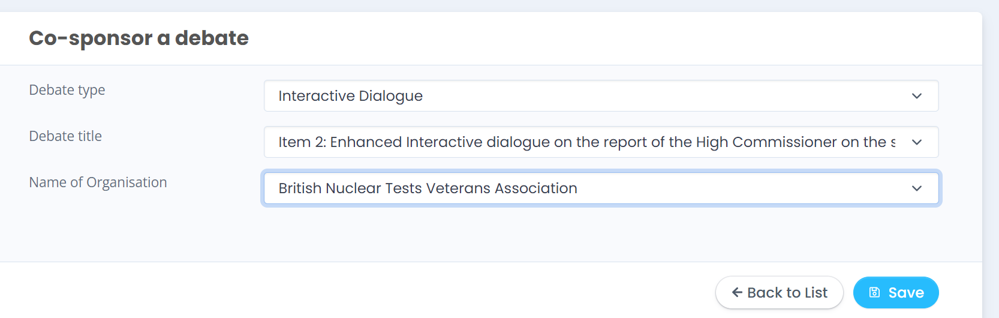 Co-sponsor a debate
Debate type
Interactive Dialogue
Debate title
Item 2: Enhanced Interactive dialogue on the report of the High Commissioner on the s
Name of Organisation
British Nuclear Tests Veterans Association
Back to List
Save